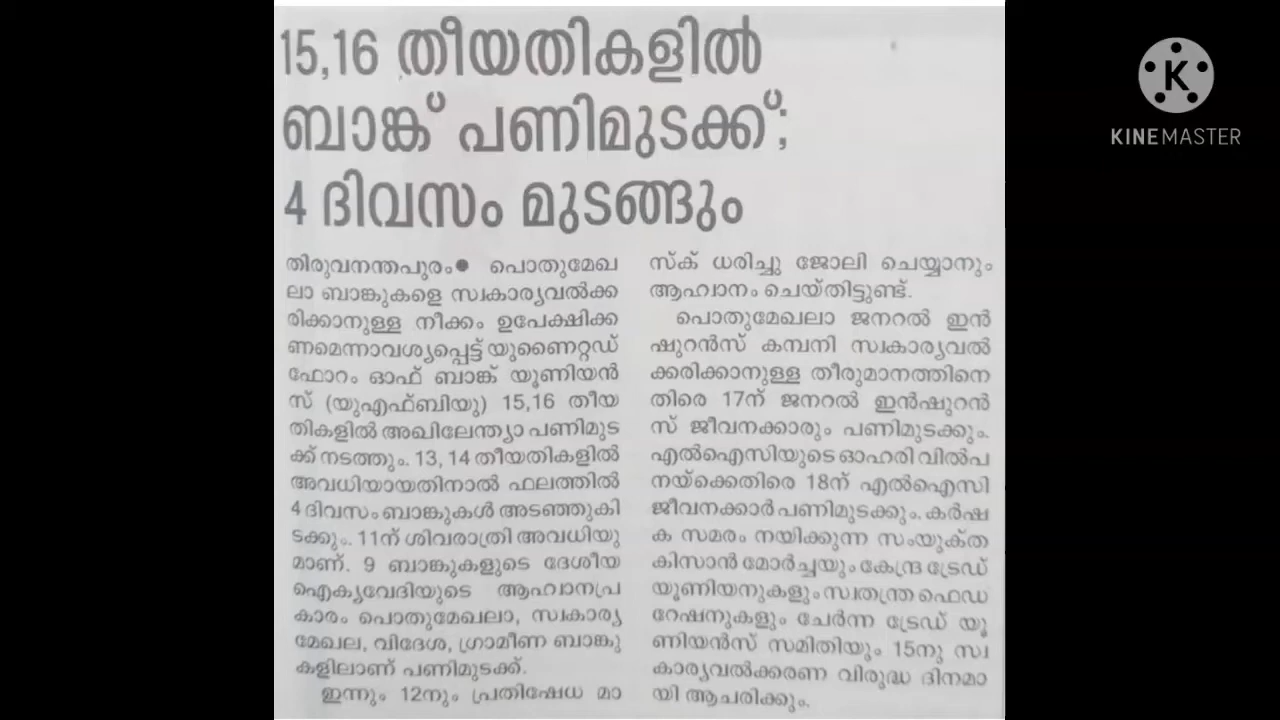 15,16 തീയതികളിൽ
ബാങ്ക് പണിമുടക്ക്;
4 ദിവസം മുടങ്ങും
തിരുവനന്തപുരം● പൊതുമേഖ
ലാ ബാങ്കുകളെ സ്വകാര്യവൽക്ക
രിക്കാനുള്ള നീക്കം ഉപേക്ഷിക്ക
ണമെന്നാവശ്യപ്പെട്ട് യുണൈറ്റഡ്
ഫോറം ഓഫ് ബാങ്ക് യൂണിയൻ
സ് (യുഎഫ്ബിയു) 15,16 തീയ
തികളിൽ അഖിലേന്ത്യാ പണിമുട
ക്ക് നടത്തും. 13, 14 തീയതികളിൽ
അവധിയായതിനാൽ ഫലത്തിൽ
4 ദിവസം ബാങ്കുകൾ അടഞ്ഞുകി
ടക്കും. 11ന് ശിവരാത്രി അവധിയു
മാണ്. 9 ബാങ്കുകളുടെ ദേശീയ
ഐക്യവേദിയുടെ ആഹ്വാനപ്ര
കാരം പൊതുമേഖലാ, സ്വകാര്യ
മേഖല, വിദേശ, ഗ്രാമീണ ബാങ്കു
കളിലാണ് പണിമുടക്ക്.
ഇന്നും 12നും പ്രതിഷേധ മാ
സ്ക് ധരിച്ചു ജോലി ചെയ്യാനും
ആഹ്വാനം ചെയ്തിട്ടുണ്ട്.
പൊതുമേഖലാ ജനറൽ ഇൻ
ഷുറൻസ് കമ്പനി സ്വകാര്യവൽ
ക്കരിക്കാനുള്ള തീരുമാനത്തിനെ
തിരെ 17ന് ജനറൽ ഇൻഷുറൻ
സ് ജീവനക്കാരും പണിമുടക്കും.
എൽഐസിയുടെ ഓഹരി വിൽപ
നയ്ക്കെതിരെ 18ന് എൽഐസി
ജീവനക്കാർ പണിമുടക്കും. കർഷ
ക സമരം നയിക്കുന്ന സംയുക്ത
കിസാൻ മോർച്ചയും കേന്ദ്ര ട്രേഡ്
യൂണിയനുകളും സ്വതന്ത്ര ഫെഡ
റേഷനുകളും ചേർന്ന ട്രേഡ് യൂ
ണിയൻസ് സമിതിയും 15നു സ്വ
കാര്യവൽക്കരണ വിരുദ്ധ ദിനമാ
യി ആചരിക്കും.
K
KINEMASTER